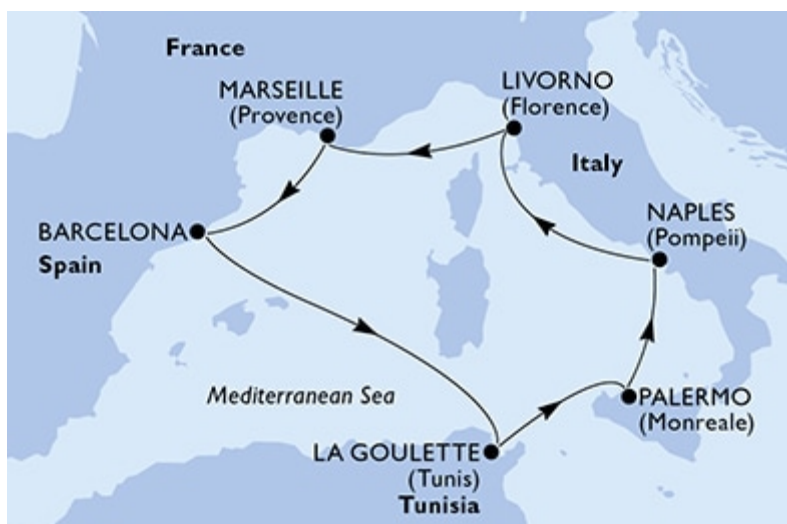 France
MARSEILLE
(Provence)
LIVORNO
(Florence)
Italy
NAPLES
(Pompeii)
BARCELONA
Spain
Mediterranean Sea
PALERMO
(Monreale)
LA GOULETTE
(Tunis)
Tunisia